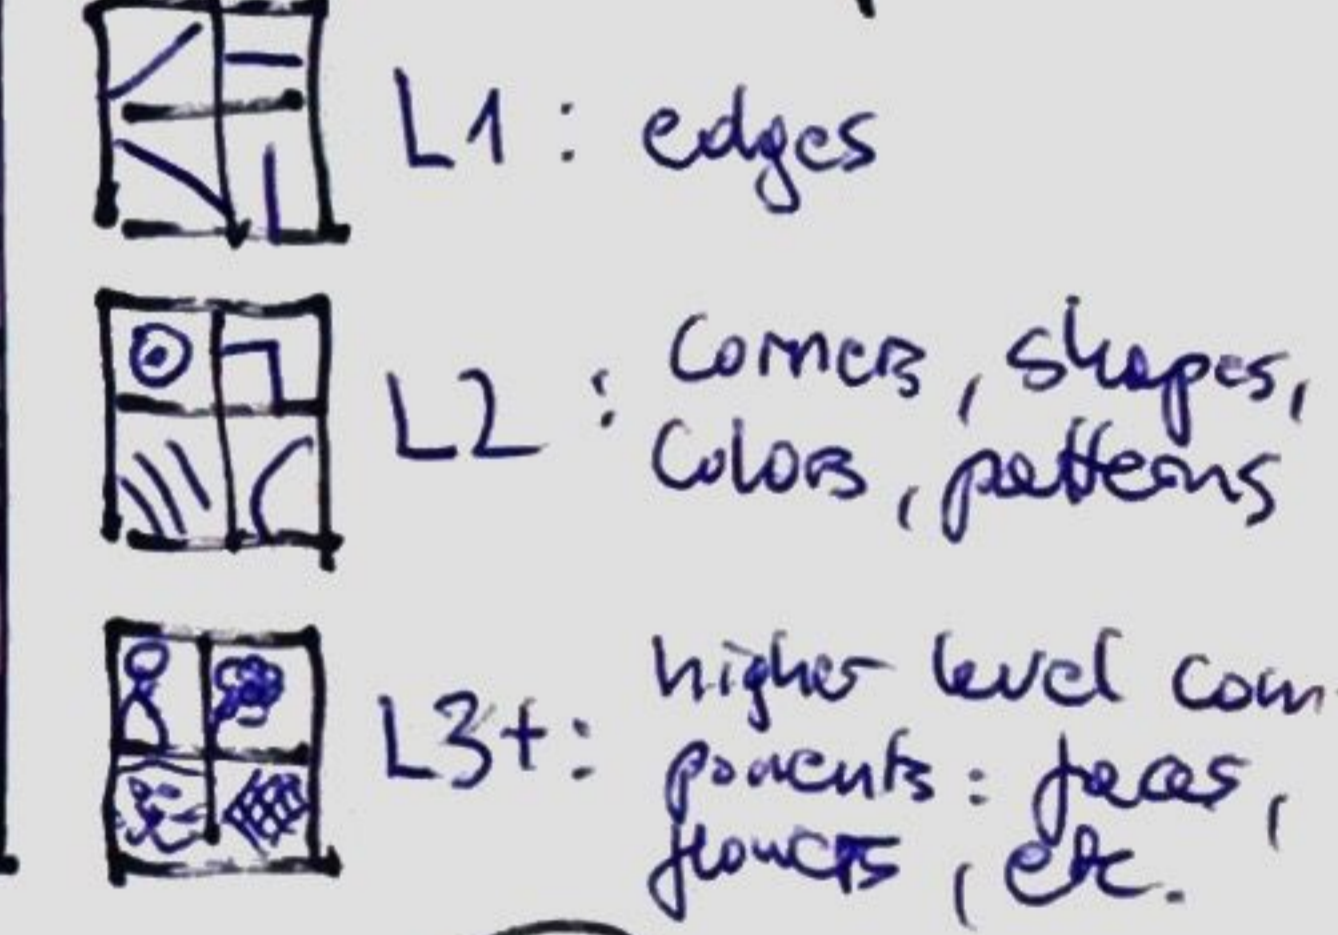 L1 : edges
L2 : corners, shapes,
colors, patterns
L3+: higher level com-
ponents : faces,
flowers, etc.